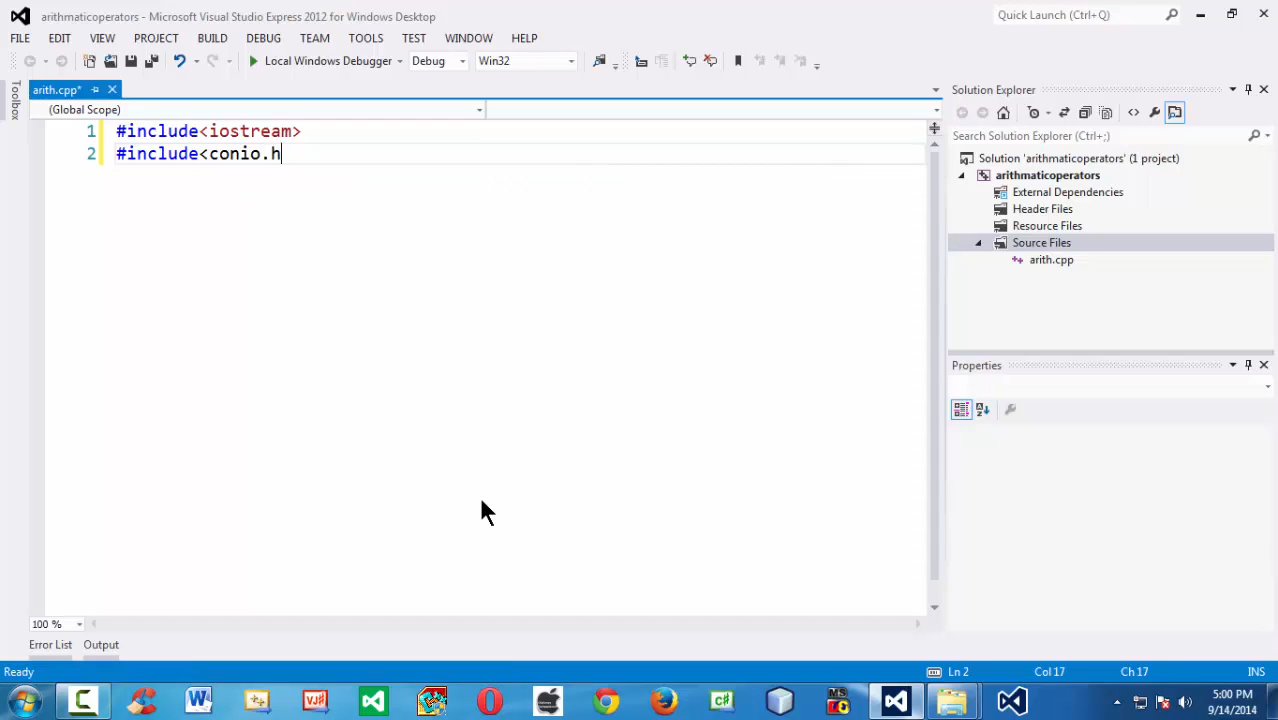 arithmaticoperators - Microsoft Visual Studio Express 2012 for Windows Desktop
Quick Launch (Ctrl+Q)
FILE EDIT VIEW PROJECT BUILD DEBUG TEAM TOOLS TEST WINDOW HELP
Local Windows Debugger Debug Win32
Toolbox
arith.cpp*
(Global Scope)
1 #include<iostream>
2 #include<conio.h
100 %
Error List Output
Solution Explorer
Search Solution Explorer (Ctrl+;)
Solution 'arithmaticoperators' (1 project)
arithmaticoperators
External Dependencies
Header Files
Resource Files
Source Files
arith.cpp
Properties
Ready Ln 2 Col 17 Ch 17 INS
5:00 PM
9/14/2014